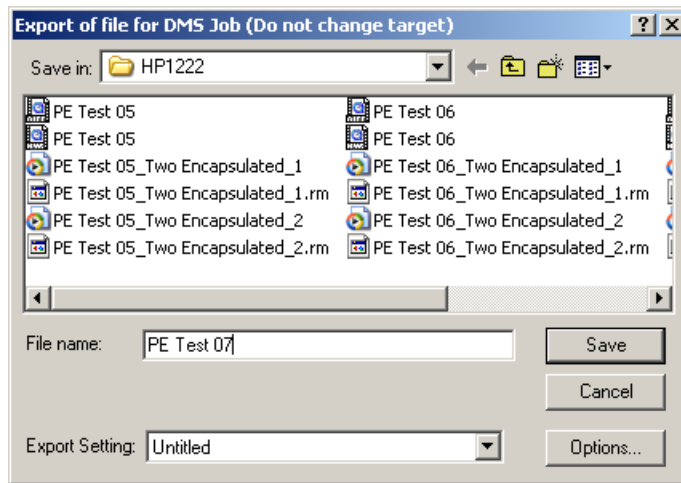 Export of file for DMS Job (Do not change target)
Save in: HP1222
PE Test 05 PE Test 06
PE Test 05 PE Test 06
PE Test 05_Two Encapsulated_1 PE Test 06_Two Encapsulated_1
PE Test 05_Two Encapsulated_1.rm PE Test 06_Two Encapsulated_1.rm
PE Test 05_Two Encapsulated_2 PE Test 06_Two Encapsulated_2
PE Test 05_Two Encapsulated_2.rm PE Test 06_Two Encapsulated_2.rm
File name: PE Test 07 Save
Cancel
Export Setting: Untitled Options...